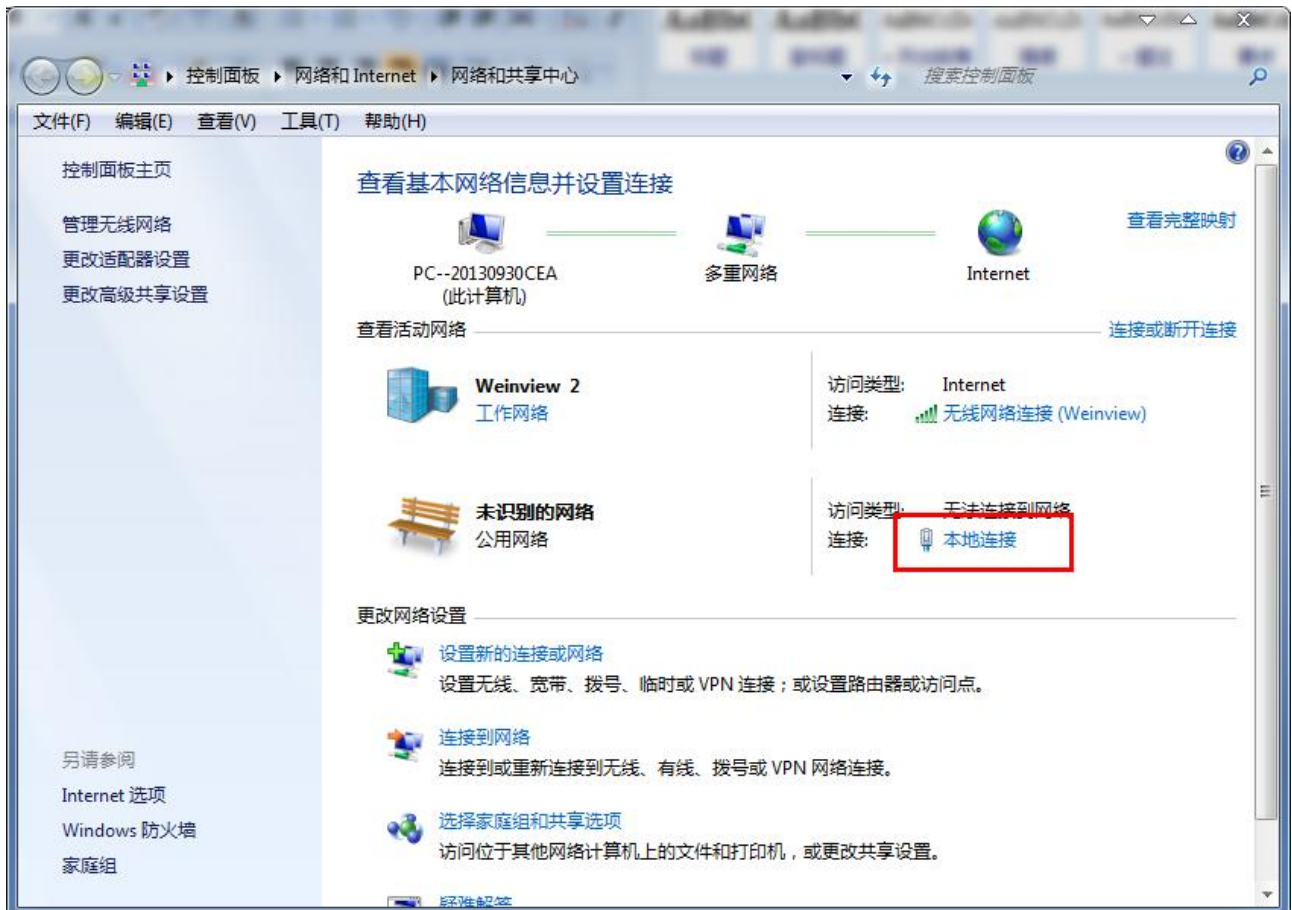 控制面板 网络和 Internet 网络和共享中心 搜索控制面板
文件(F) 编辑(E) 查看(V) 工具(T) 帮助(H)
控制面板主页
管理无线网络
更改适配器设置
更改高级共享设置
查看基本网络信息并设置连接
查看完整映射
PC--20130930CEA 多重网络 Internet
(此计算机)
查看活动网络 连接或断开连接
Weinview 2
工作网络
访问类型: Internet
连接: 无线网络连接 (Weinview)
未识别的网络
公用网络
访问类型: 无法连接到网络
连接: 本地连接
更改网络设置
设置新的连接或网络
设置无线、宽带、拨号、临时或 VPN 连接；或设置路由器或访问点。
连接到网络
连接到或重新连接到无线、有线、拨号或 VPN 网络连接。
选择家庭组和共享选项
访问位于其他网络计算机上的文件和打印机，或更改共享设置。
疑难解答
另请参阅
Internet 选项
Windows 防火墙
家庭组